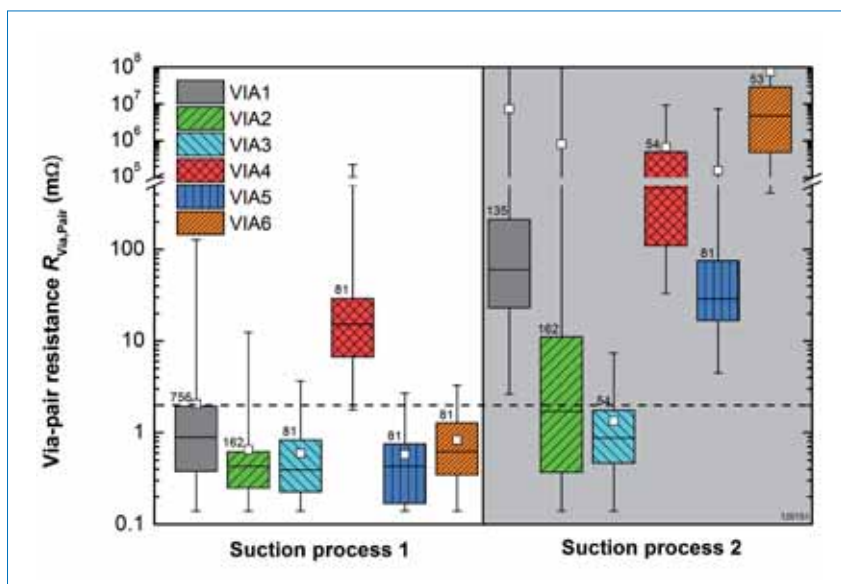 10⁸
10⁷
10⁶
10⁵
100
10
1
0.1
Via-pair resistance R_Via,Pair (mΩ)
VIA1
VIA2
VIA3
VIA4
VIA5
VIA6
756
162
81
81
81
81
135
162
54
54
81
53
Suction process 1
Suction process 2